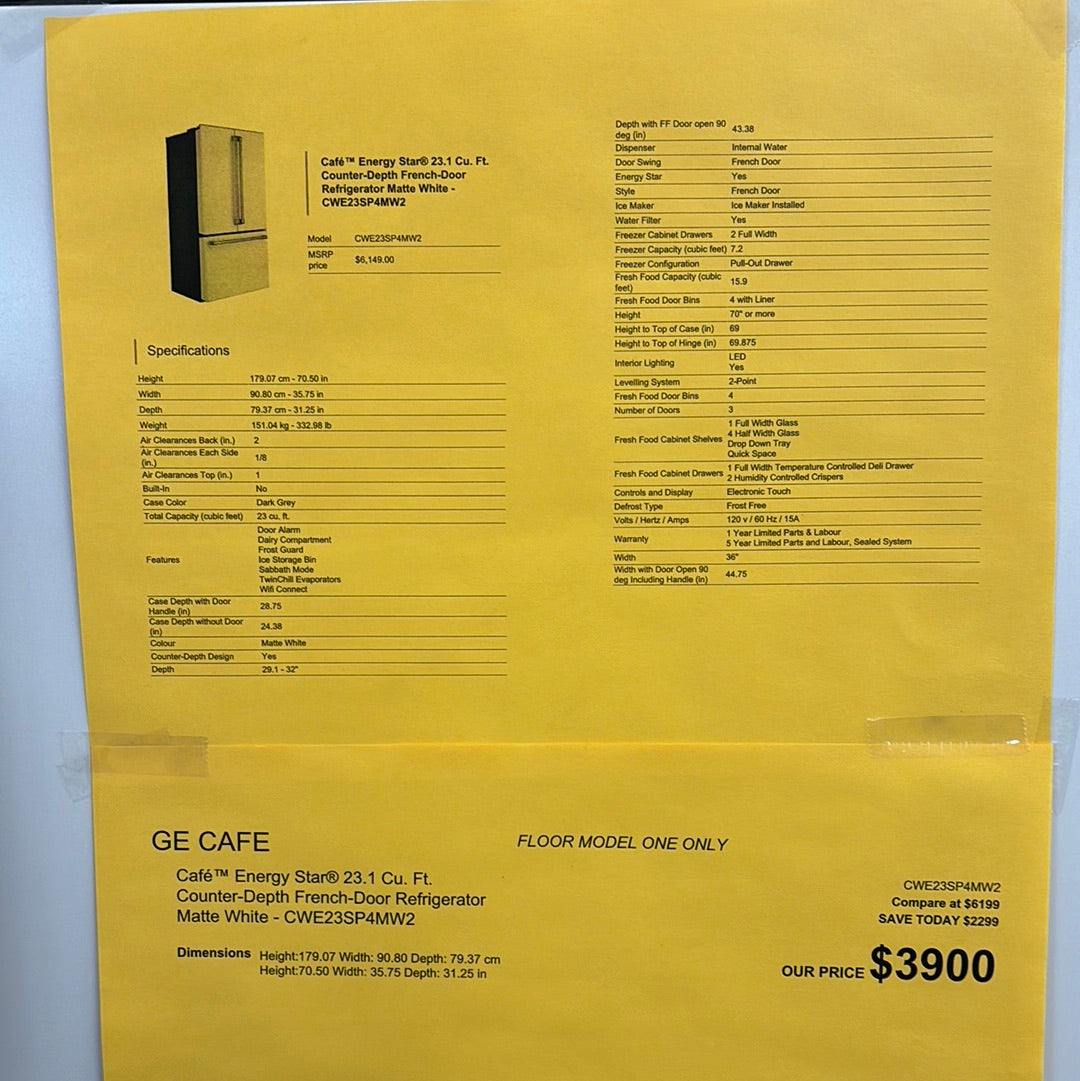 Café™ Energy Star® 23.1 Cu. Ft.
Counter-Depth French-Door
Refrigerator Matte White -
CWE23SP4MW2
Model CWE23SP4MW2
MSRP price $6,149.00
Specifications
Height 179.07 cm - 70.50 in
Width 90.80 cm - 35.75 in
Depth 79.37 cm - 31.25 in
Weight 151.04 kg - 332.98 lb
Air Clearances Back (in.) 2
Air Clearances Each Side (in.) 1/8
Air Clearances Top (in.) 1
Built-In No
Case Color Dark Grey
Total Capacity (cubic feet) 23 cu. ft.
Features
Door Alarm
Dairy Compartment
Frost Guard
Ice Storage Bin
Sabbath Mode
TwinChill Evaporators
Wifi Connect
Case Depth with Door Handle (in) 28.75
Case Depth without Door (in) 24.38
Colour Matte White
Counter-Depth Design Yes
Depth 29.1 - 32"
Depth with FF Door open 90 deg (in) 43.38
Dispenser Internal Water
Door Swing French Door
Energy Star Yes
Style French Door
Ice Maker Ice Maker Installed
Water Filter Yes
Freezer Cabinet Drawers 2 Full Width
Freezer Capacity (cubic feet) 7.2
Freezer Configuration Pull-Out Drawer
Fresh Food Capacity (cubic feet) 15.9
Fresh Food Door Bins 4 with Liner
Height 70" or more
Height to Top of Case (in) 69
Height to Top of Hinge (in) 69.875
Interior Lighting
LED
Yes
Levelling System 2-Point
Fresh Food Door Bins 4
Number of Doors 3
Fresh Food Cabinet Shelves
1 Full Width Glass
4 Half Width Glass
Drop Down Tray
Quick Space
Fresh Food Cabinet Drawers
1 Full Width Temperature Controlled Deli Drawer
2 Humidity Controlled Crispers
Controls and Display Electronic Touch
Defrost Type Frost Free
Volts / Hertz / Amps 120 v / 60 Hz / 15A
Warranty
1 Year Limited Parts & Labour
5 Year Limited Parts and Labour, Sealed System
Width 36"
Width with Door Open 90 deg Including Handle (in) 44.75
GE CAFE
FLOOR MODEL ONE ONLY
Café™ Energy Star® 23.1 Cu. Ft.
Counter-Depth French-Door Refrigerator
Matte White - CWE23SP4MW2
Dimensions Height:179.07 Width: 90.80 Depth: 79.37 cm
Height:70.50 Width: 35.75 Depth: 31.25 in
CWE23SP4MW2
Compare at $6199
SAVE TODAY $2299
OUR PRICE $3900